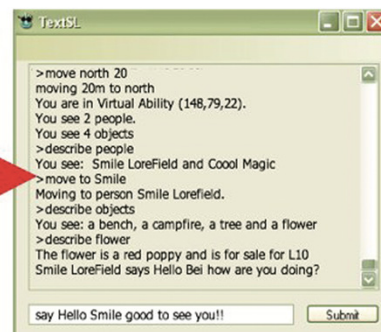 TextSL
>move north 20
moving 20m to north
You are in Virtual Ability (148,79,22).
You see 2 people.
You see 4 objects
>describe people
You see:  Smile LoreField and Coool Magic
>move to Smile
Moving to person Smile Lorefield.
>describe objects
You see: a bench, a campfire, a tree and a flower
>describe flower
The flower is a red poppy and is for sale for L10
Smile LoreField says Hello Bei how are you doing?
say Hello Smile good to see you!!
Submit